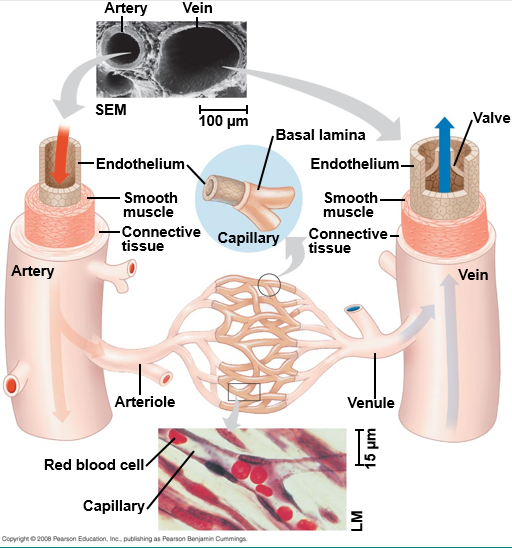 Artery
Vein
SEM
100 µm
Valve
Basal lamina
Endothelium
Endothelium
Smooth
muscle
Smooth
muscle
Connective
tissue
Capillary
Connective
tissue
Artery
Vein
Arteriole
Venule
Red blood cell
15 µm
Capillary
LM
Copyright © 2008 Pearson Education, Inc., publishing as Pearson Benjamin Cummings.